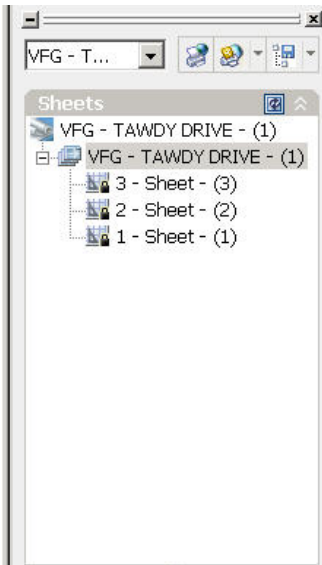 VFG - T...
Sheets
VFG - TAWDY DRIVE - (1)
VFG - TAWDY DRIVE - (1)
3 - Sheet - (3)
2 - Sheet - (2)
1 - Sheet - (1)